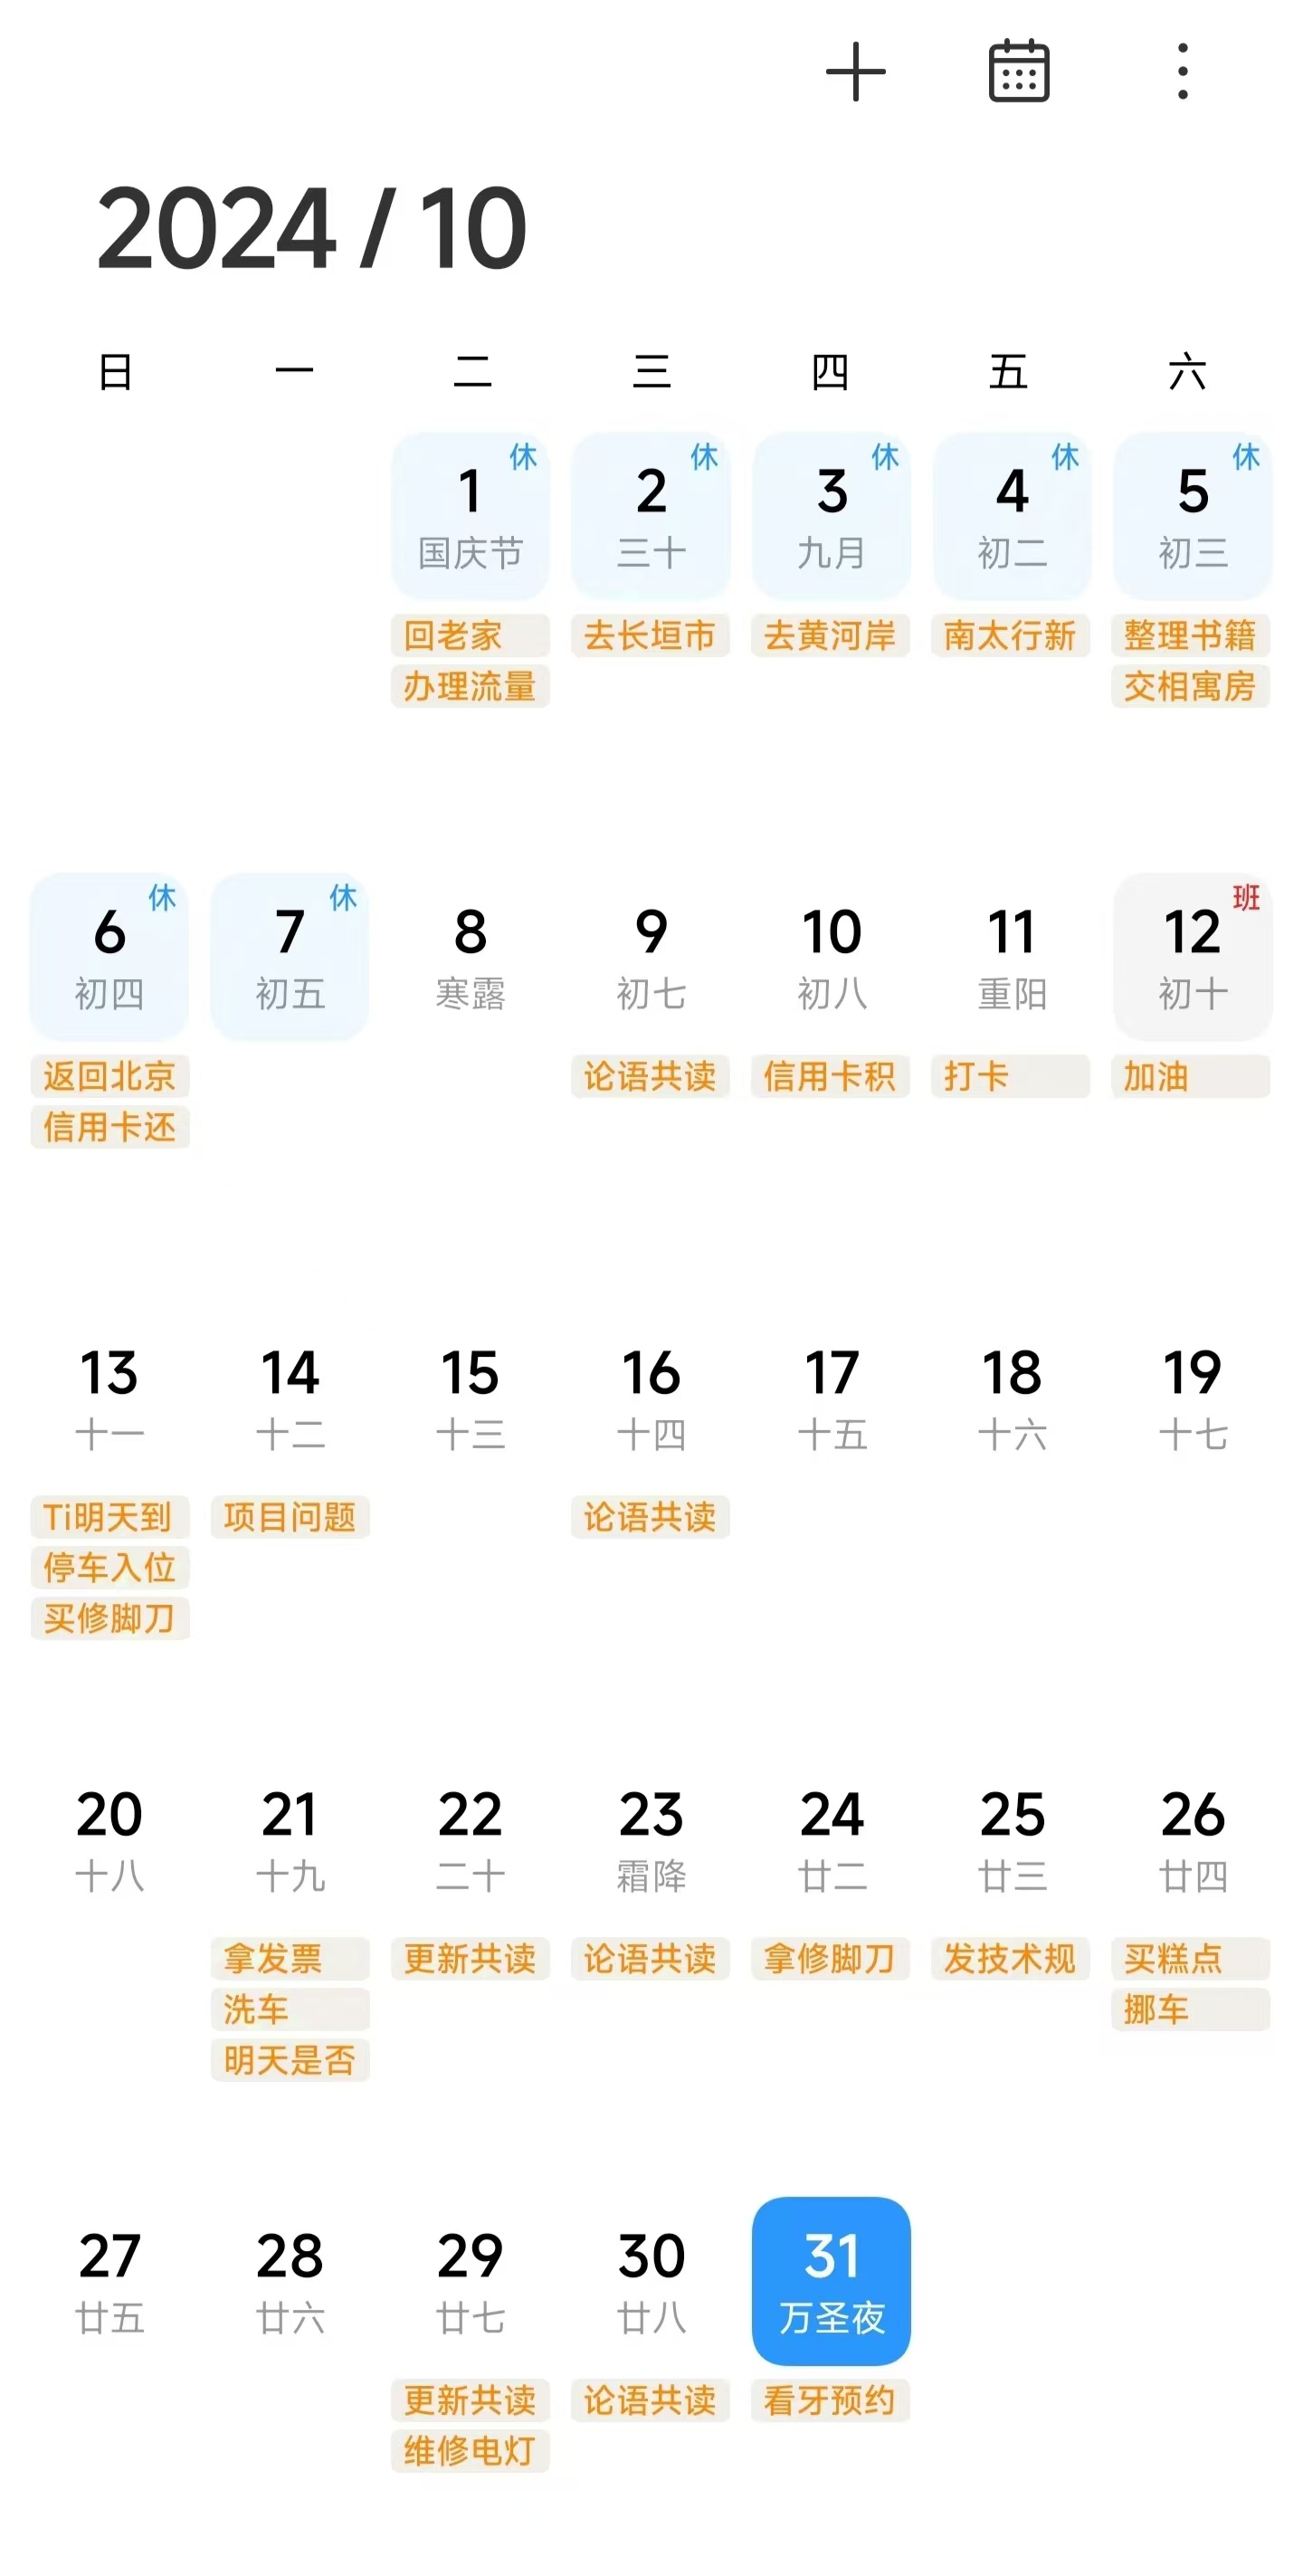 2024 / 10
日 一 二 三 四 五 六
休 休 休 休 休
1 2 3 4 5
国庆节 三十 九月 初二 初三
回老家 去长垣市 去黄河岸 南太行新 整理书籍
办理流量 交相寓房
休 休 班
6 7 8 9 10 11 12
初四 初五 寒露 初七 初八 重阳 初十
返回北京 论语共读 信用卡积 打卡 加油
信用卡还
13 14 15 16 17 18 19
十一 十二 十三 十四 十五 十六 十七
Ti明天到 项目问题 论语共读
停车入位
买修脚刀
20 21 22 23 24 25 26
十八 十九 二十 霜降 廿二 廿三 廿四
拿发票 更新共读 论语共读 拿修脚刀 发技术规 买糕点
洗车 挪车
明天是否
27 28 29 30 31
廿五 廿六 廿七 廿八 万圣夜
更新共读 论语共读 看牙预约
维修电灯